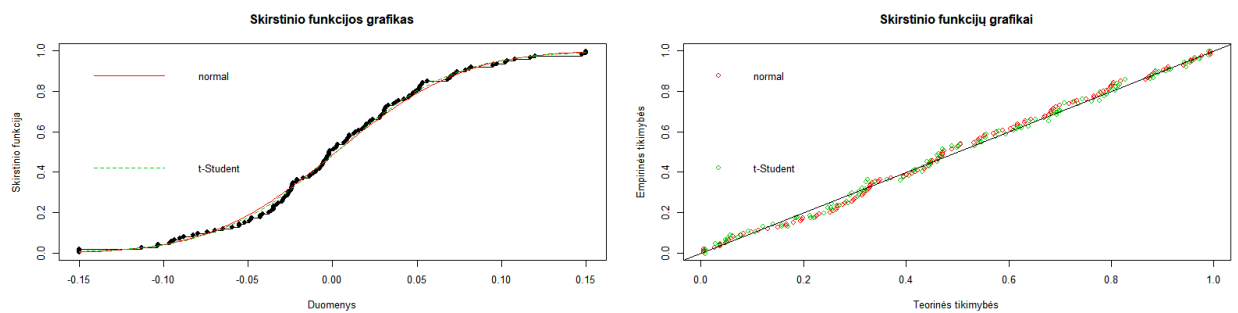 Skirstinio funkcijos grafikas
Skirstinio funkcija
0.0 0.2 0.4 0.6 0.8 1.0
normal
t-Student
-0.15 -0.10 -0.05 0.00 0.05 0.10 0.15
Duomenys
Skirstinio funkcijų grafikai
Empirinės tikimybės
0.0 0.2 0.4 0.6 0.8 1.0
normal
t-Student
0.0 0.2 0.4 0.6 0.8 1.0
Teorinės tikimybės